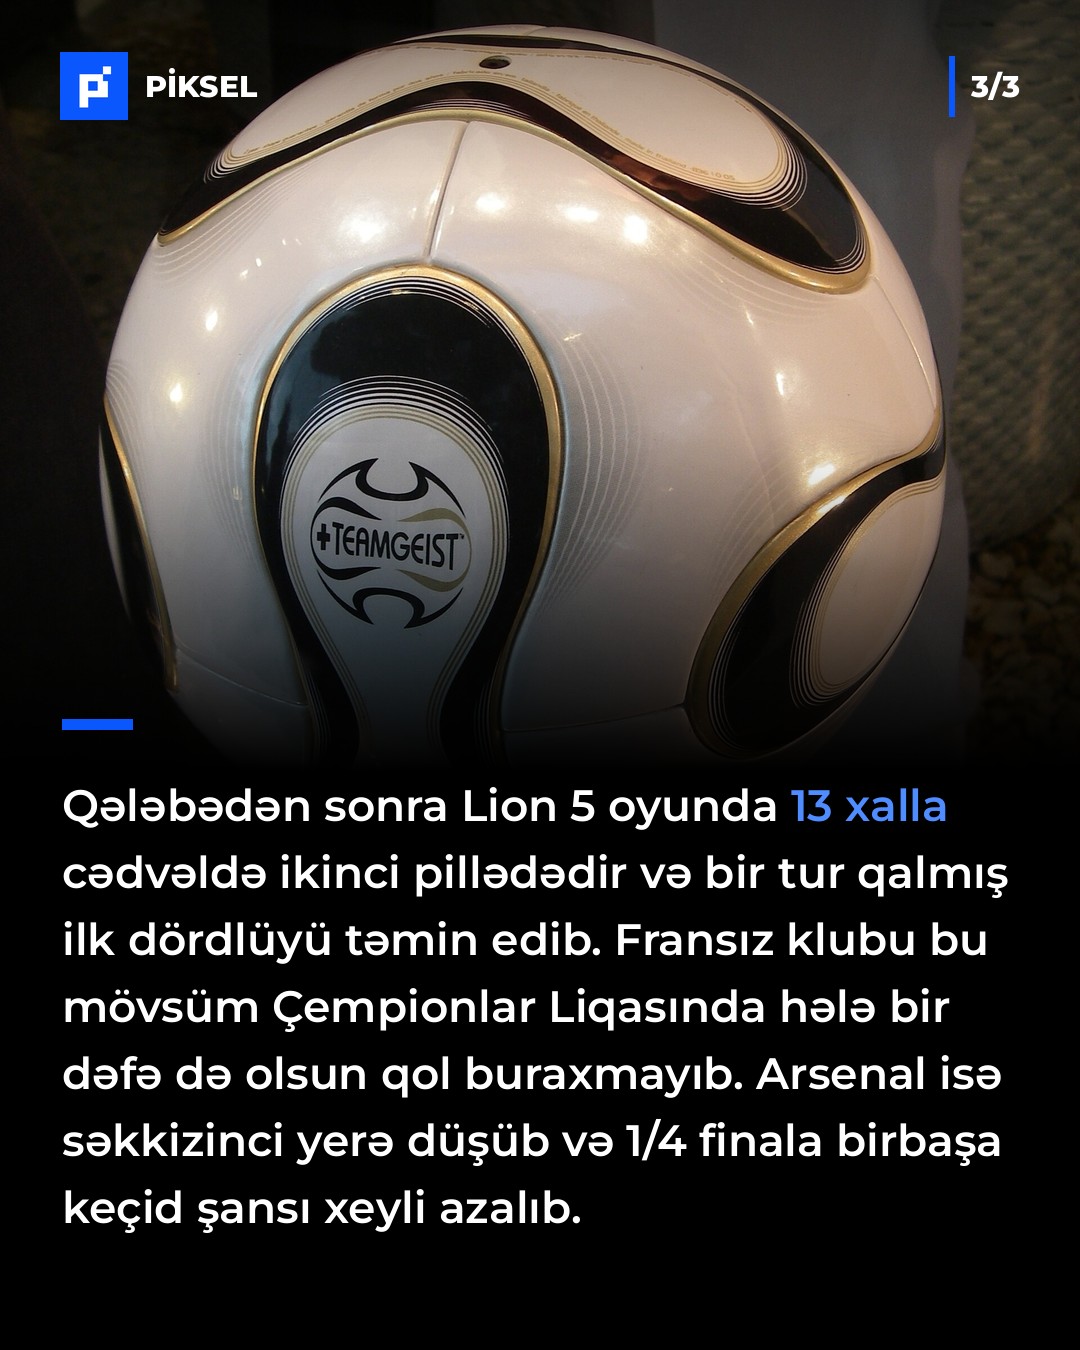 PİKSEL
3/3
+TEAMGEIST
Qələbədən sonra Lion 5 oyunda 13 xalla
cədvəldə ikinci pillədədir və bir tur qalmış
ilk dördlüyü təmin edib. Fransız klubu bu
mövsüm Çempionlar Liqasında hələ bir
dəfə də olsun qol buraxmayıb. Arsenal isə
səkkizinci yerə düşüb və 1/4 finala birbaşa
keçid şansı xeyli azalıb.